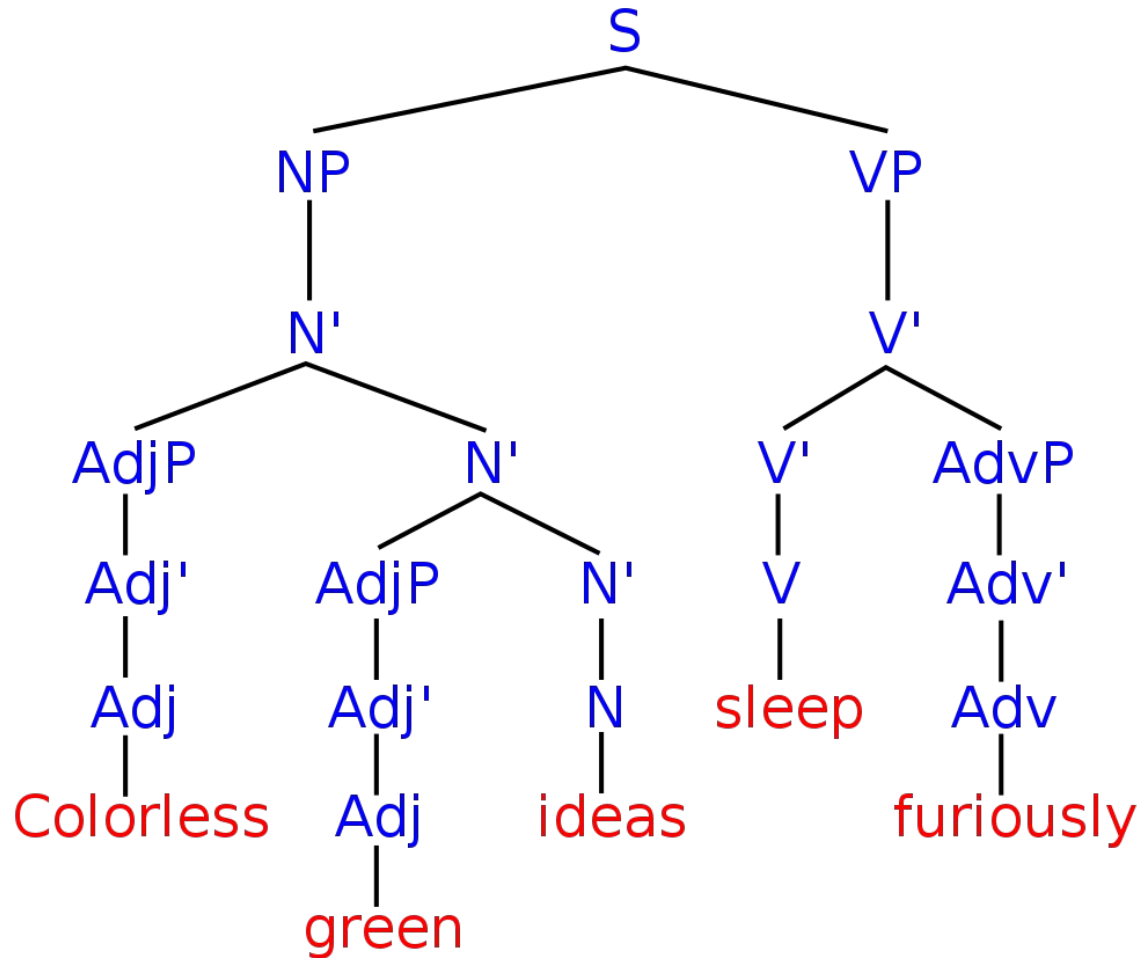 S
NP VP
N' V'
AdjP N' V' AdvP
Adj' AdjP N' V Adv'
Adj Adj' N sleep Adv
Colorless Adj ideas furiously
green